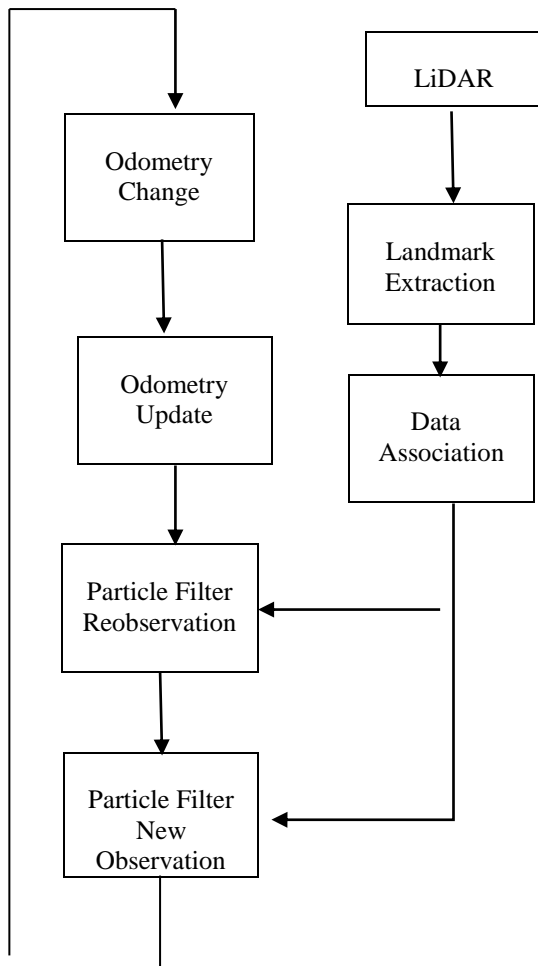 LiDAR
Odometry
Change
Landmark
Extraction
Odometry
Update
Data
Association
Particle Filter
Reobservation
Particle Filter
New
Observation